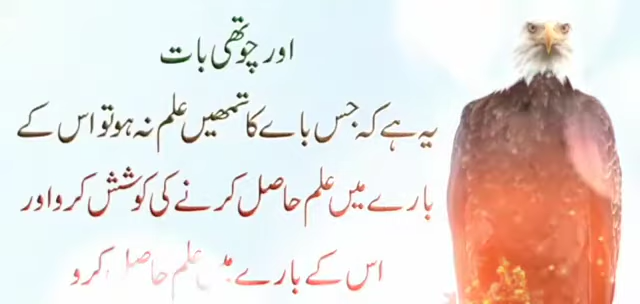 اور چوتھی بات
یہ ہے کہ جس باے کا تمھیں علم نہ ہو تو اس کے
بارے میں علم حاصل کرنے کی کوشش کرو اور
اس کے بارے میں علم حاصل کرو